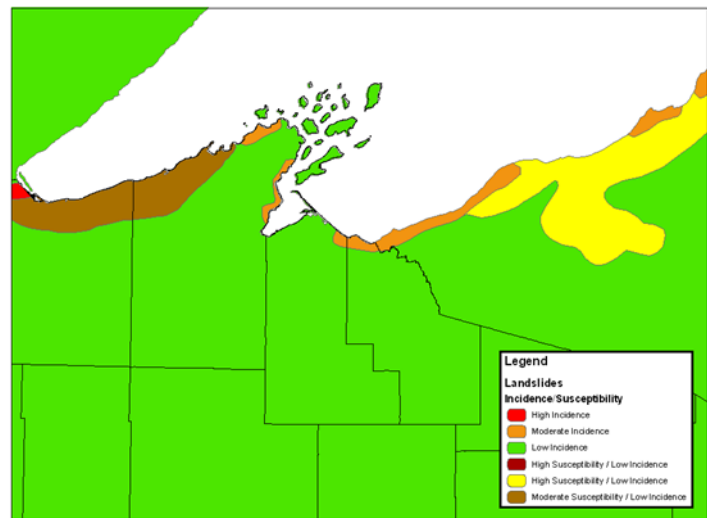 Legend
Landslides
Incidence/Susceptibility
High Incidence
Moderate Incidence
Low Incidence
High Susceptibility / Low Incidence
High Susceptibility / Low Incidence
Moderate Susceptibility / Low Incidence